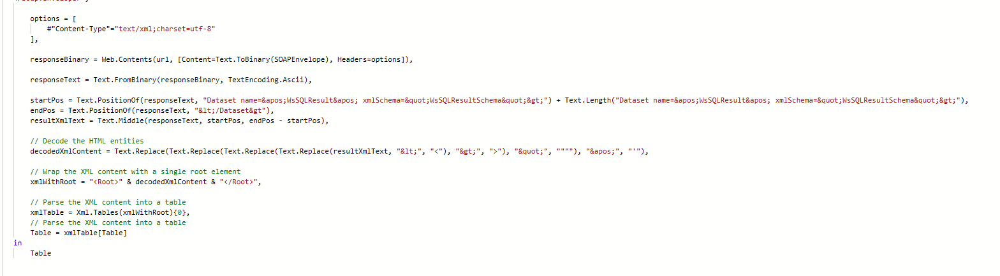 options = [
#"Content-Type"="text/xml;charset=utf-8"
],
responseBinary = Web.Contents(url, [Content=Text.ToBinary(SOAPEnvelope), Headers=options]),
responseText = Text.FromBinary(responseBinary, TextEncoding.Ascii),
startPos = Text.PositionOf(responseText, "Dataset name=&apos;WsSQLResult&apos; xmlSchema=&quot;WsSQLResultSchema&quot;&gt;") + Text.Length("Dataset name=&apos;WsSQLResult&apos; xmlSchema=&quot;WsSQLResultSchema&quot;&gt;"),
endPos = Text.PositionOf(responseText, "&lt;/Dataset&gt"),
resultXmlText = Text.Middle(responseText, startPos, endPos - startPos),
// Decode the HTML entities
decodedXmlContent = Text.Replace(Text.Replace(Text.Replace(Text.Replace(resultXmlText, "&lt;", "<"), "&gt;", ">"), "&quot;", """"), "&apos;", "'"),
// Wrap the XML content with a single root element
xmlWithRoot = "<Root>" & decodedXmlContent & "</Root>",
// Parse the XML content into a table
xmlTable = Xml.Tables(xmlWithRoot){0},
// Parse the XML content into a table
Table = xmlTable[Table]
in
Table